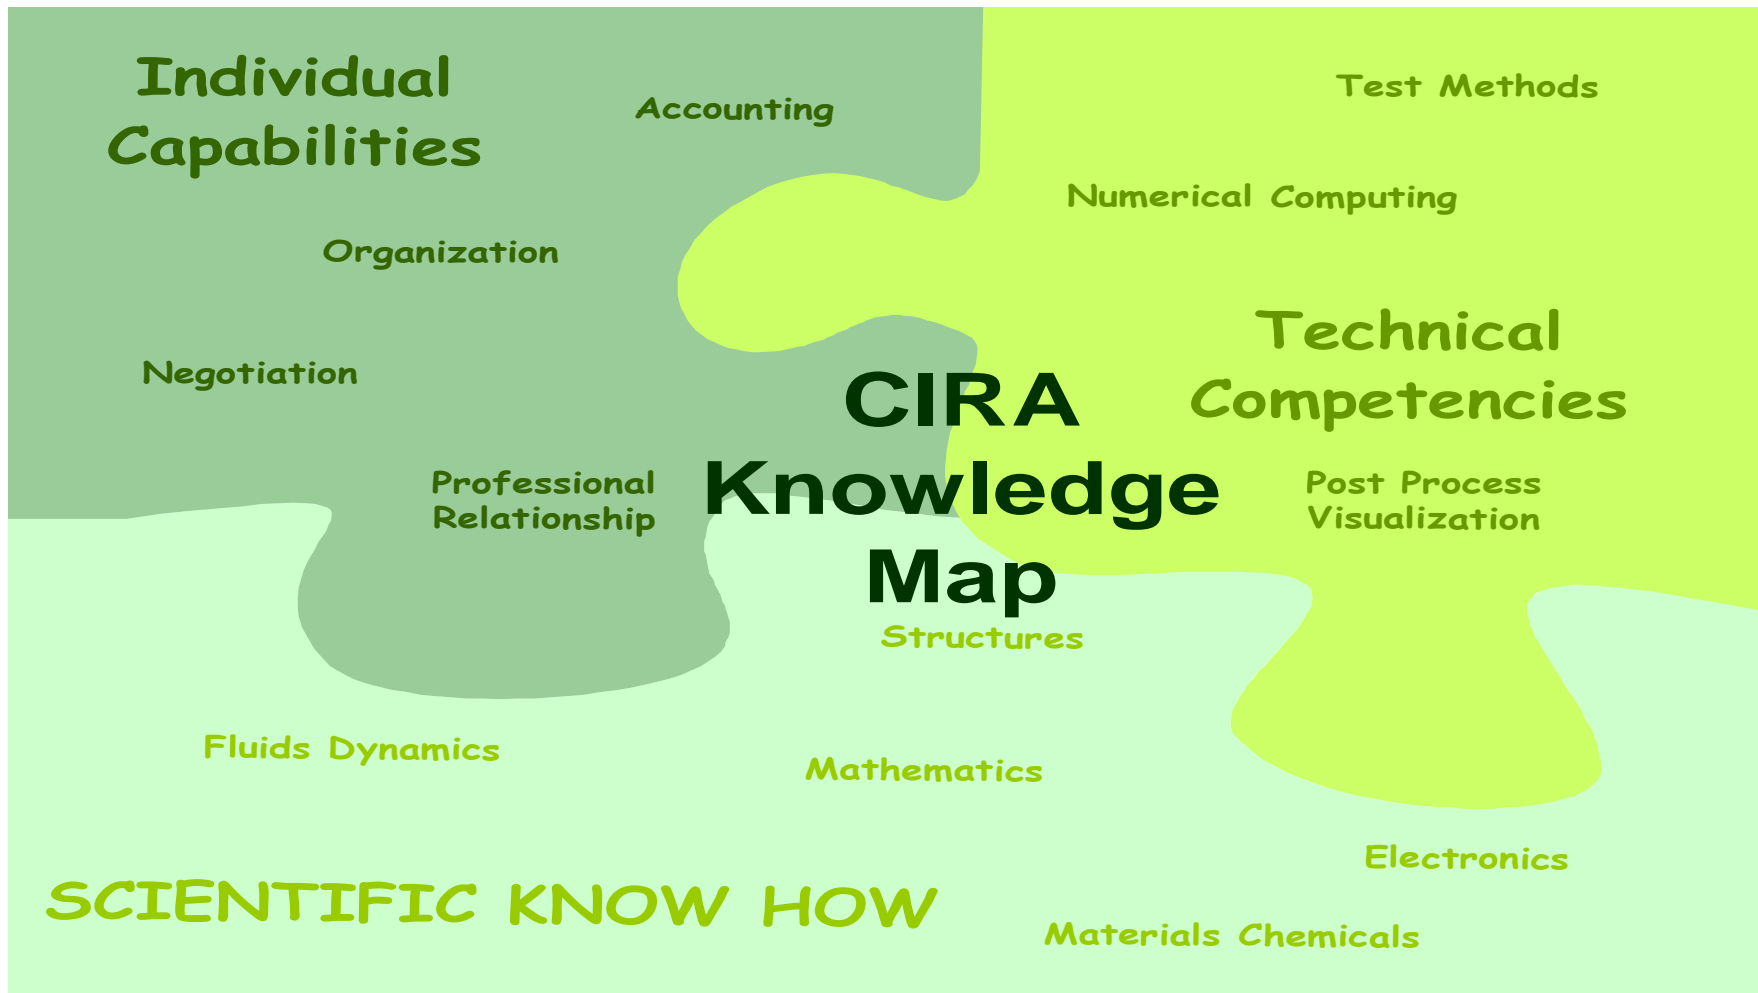 Individual
Capabilities
Accounting
Organization
Negotiation
Professional
Relationship
Test Methods
Numerical Computing
Technical
Competencies
Post Process
Visualization
CIRA
Knowledge
Map
Structures
Fluids Dynamics
Mathematics
Electronics
SCIENTIFIC KNOW HOW
Materials Chemicals